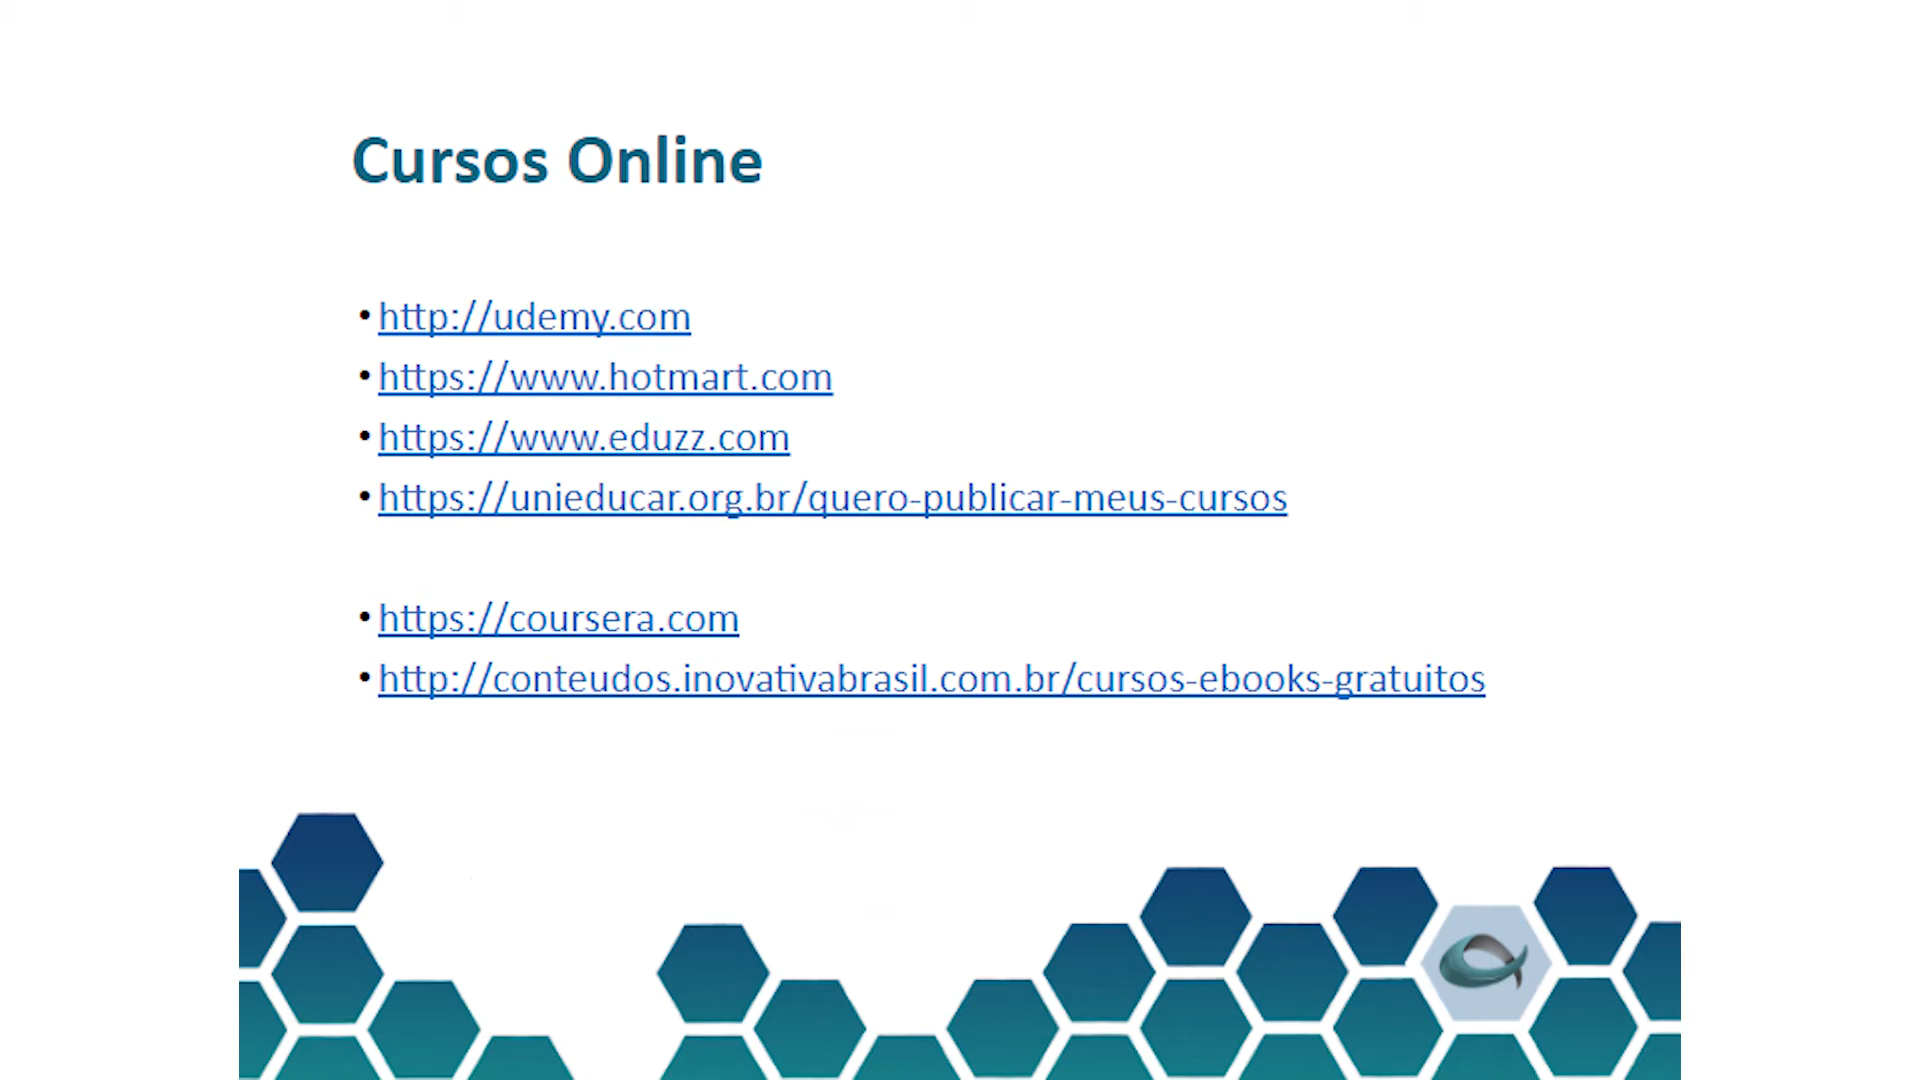 Cursos Online
• http://udemy.com
• https://www.hotmart.com
• https://www.eduzz.com
• https://unieducar.org.br/quero-publicar-meus-cursos
• https://coursera.com
• http://conteudos.inovativabrasil.com.br/cursos-ebooks-gratuitos